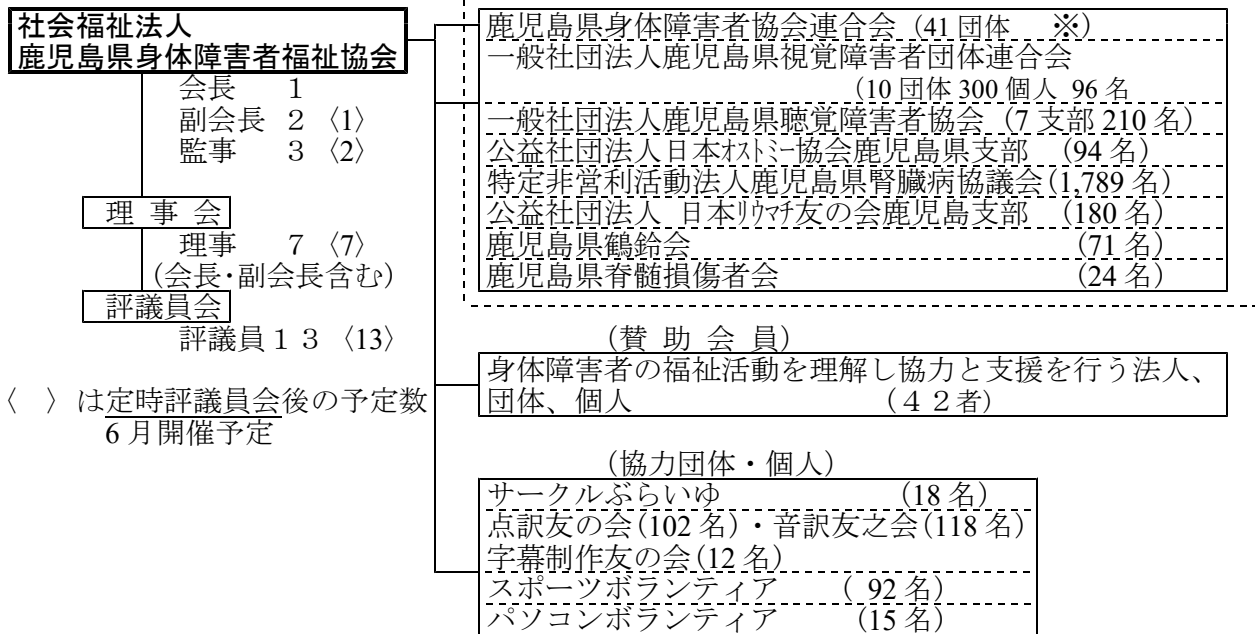 社会福祉法人
鹿児島県身体障害者福祉協会
会長 1
副会長 2 〈1〉
監事 3 〈2〉
理 事 会
理事 7 〈7〉
(会長・副会長含む)
評議員会
評議員13 〈13〉
〈 〉は定時評議員会後の予定数
6月開催予定
鹿児島県身体障害者協会連合会 (41団体 ※)
一般社団法人鹿児島県視覚障害者団体連合会
(10団体300個人 96名
一般社団法人鹿児島県聴覚障害者協会 (7支部210名)
公益社団法人日本オストミー協会鹿児島県支部 (94名)
特定非営利活動法人鹿児島県腎臓病協議会(1,789名)
公益社団法人 日本リウマチ友の会鹿児島支部 (180名)
鹿児島県鶴鈴会 (71名)
鹿児島県脊髄損傷者会 (24名)
(賛 助 会 員)
身体障害者の福祉活動を理解し協力と支援を行う法人、
団体、個人 (42者)
(協力団体・個人)
サークルぶらいゆ (18名)
点訳友の会(102名)・音訳友之会(118名)
字幕制作友の会(12名)
スポーツボランティア ( 92名)
パソコンボランティア (15名)